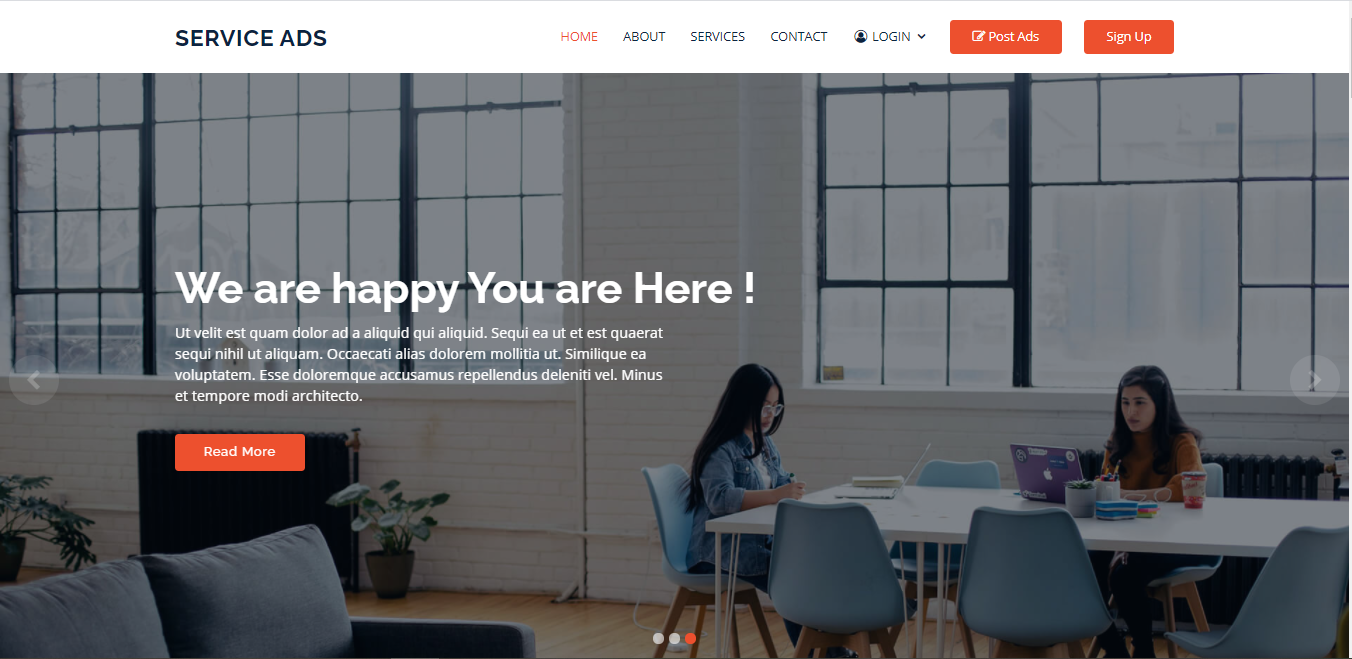 SERVICE ADS
HOME ABOUT SERVICES CONTACT LOGIN Post Ads Sign Up
We are happy You are Here !
Ut velit est quam dolor ad a aliquid qui aliquid. Sequi ea ut et est quaerat
sequi nihil ut aliquam. Occaecati alias dolorem mollitia ut. Similique ea
voluptatem. Esse doloremque accusamus repellendus deleniti vel. Minus
et tempore modi architecto.
Read More